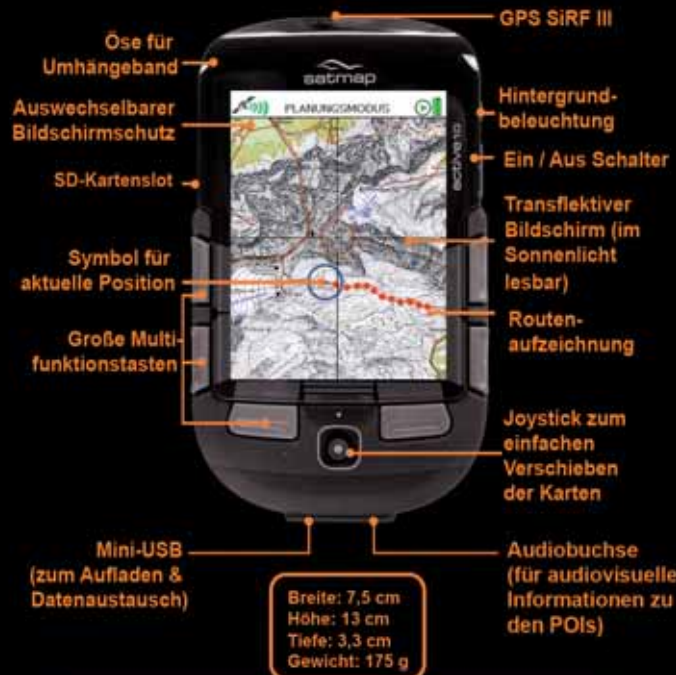 GPS SiRF III
Öse für
Umhängeband
satmap
Auswechselbarer
Bildschirmschutz
PLANUNGSMODUS
Hintergrund-
beleuchtung
active 10
Ein / Aus Schalter
SD-Kartenslot
Transflektiver
Bildschirm (im
Sonnenlicht
lesbar)
Symbol für
aktuelle Position
Große Multi-
funktionstasten
Routen-
aufzeichnung
Joystick zum
einfachen
Verschieben
der Karten
Mini-USB
(zum Aufladen &
Datenaustausch)
Audiobuchse
(für audiovisuelle
Informationen zu
den POIs)
Breite: 7,5 cm
Höhe: 13 cm
Tiefe: 3,3 cm
Gewicht: 175 g